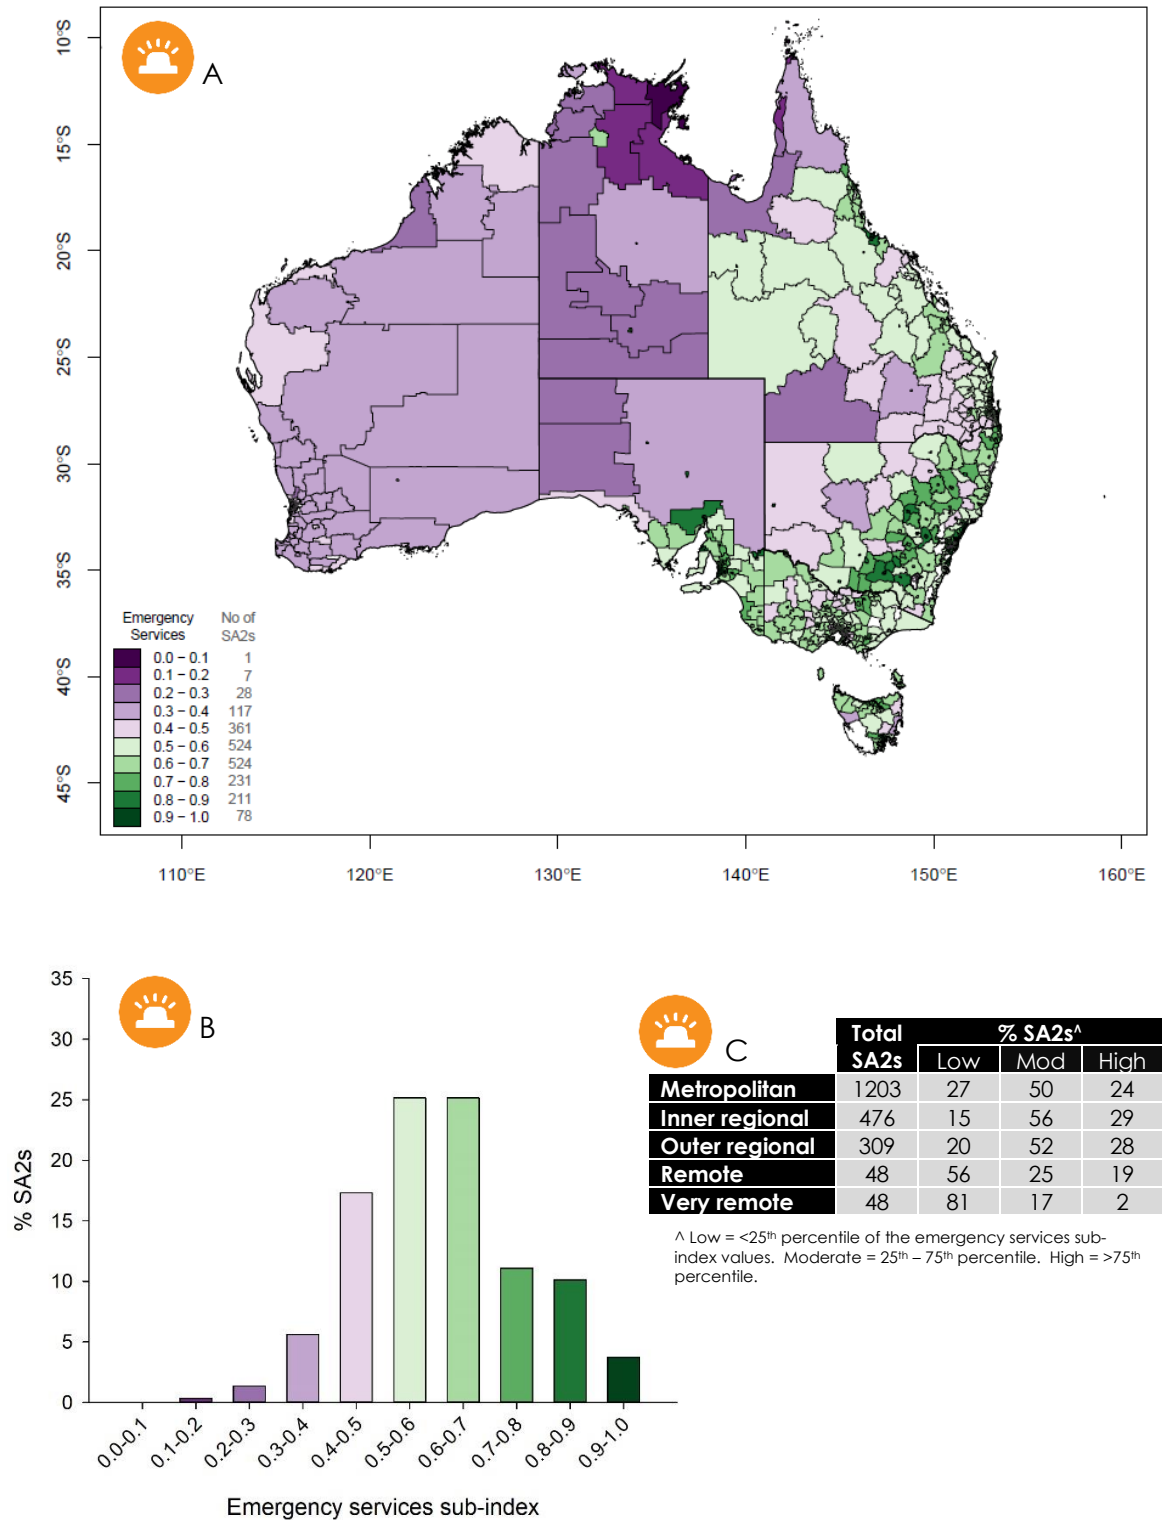 A
10°S
15°S
20°S
25°S
30°S
35°S
40°S
45°S
Emergency Services No of SA2s
0.0 – 0.1 1
0.1 – 0.2 7
0.2 – 0.3 28
0.3 – 0.4 117
0.4 – 0.5 361
0.5 – 0.6 524
0.6 – 0.7 524
0.7 – 0.8 231
0.8 – 0.9 211
0.9 – 1.0 78
110°E 120°E 130°E 140°E 150°E 160°E
B
% SA2s
35
30
25
20
15
10
5
0
0.0-0.1 0.1-0.2 0.2-0.3 0.3-0.4 0.4-0.5 0.5-0.6 0.6-0.7 0.7-0.8 0.8-0.9 0.9-1.0
Emergency services sub-index
C
Total SA2s % SA2s^
Low Mod High
Metropolitan 1203 27 50 24
Inner regional 476 15 56 29
Outer regional 309 20 52 28
Remote 48 56 25 19
Very remote 48 81 17 2
^ Low = <25th percentile of the emergency services sub-
index values. Moderate = 25th – 75th percentile. High = >75th
percentile.